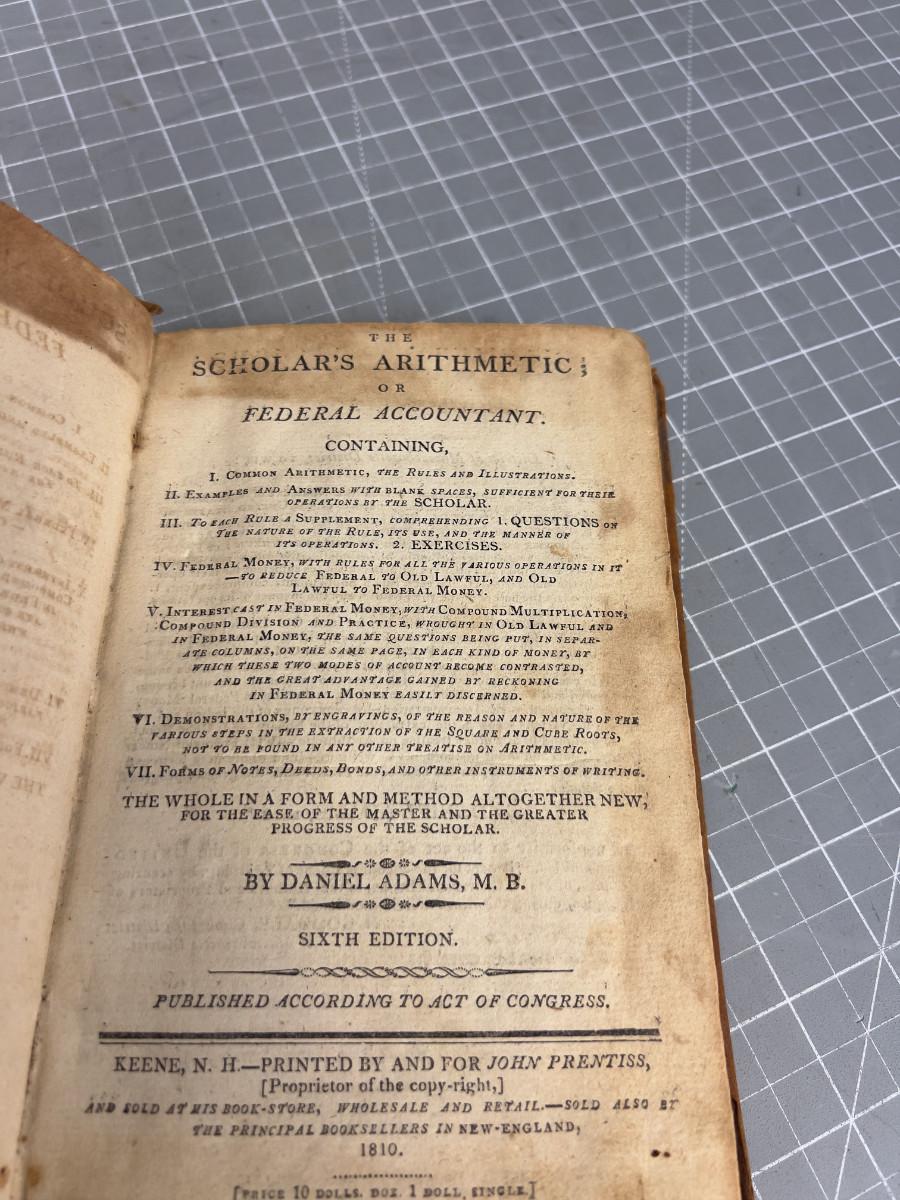 THE
SCHOLAR'S ARITHMETIC;
OR
FEDERAL ACCOUNTANT.
CONTAINING,
I. COMMON ARITHMETIC, THE RULES AND ILLUSTRATIONS.
II. EXAMPLES AND ANSWERS WITH BLANK SPACES, SUFFICIENT FOR THEIR
OPERATIONS BY THE SCHOLAR.
III. TO EACH RULE A SUPPLEMENT, COMPREHENDING 1. QUESTIONS ON
THE NATURE OF THE RULE, ITS USE, AND THE MANNER OF
ITS OPERATIONS. 2. EXERCISES.
IV. FEDERAL MONEY, WITH RULES FOR ALL THE VARIOUS OPERATIONS IN IT
—TO REDUCE FEDERAL TO OLD LAWFUL, AND OLD
LAWFUL TO FEDERAL MONEY.
V. INTEREST CAST IN FEDERAL MONEY, WITH COMPOUND MULTIPLICATION,
COMPOUND DIVISION AND PRACTICE, WROUGHT IN OLD LAWFUL AND
IN FEDERAL MONEY, THE SAME QUESTIONS BEING PUT, IN SEPAR-
ATE COLUMNS, ON THE SAME PAGE, IN EACH KIND OF MONEY, BY
WHICH THESE TWO MODES OF ACCOUNT BECOME CONTRASTED,
AND THE GREAT ADVANTAGE GAINED BY RECKONING
IN FEDERAL MONEY EASILY DISCERNED.
VI. DEMONSTRATIONS, BY ENGRAVINGS, OF THE REASON AND NATURE OF THE
VARIOUS STEPS IN THE EXTRACTION OF THE SQUARE AND CUBE ROOTS,
NOT TO BE FOUND IN ANY OTHER TREATISE ON ARITHMETIC.
VII. FORMS OF NOTES, DEEDS, BONDS, AND OTHER INSTRUMENTS OF WRITING.
THE WHOLE IN A FORM AND METHOD ALTOGETHER NEW,
FOR THE EASE OF THE MASTER AND THE GREATER
PROGRESS OF THE SCHOLAR.
BY DANIEL ADAMS, M. B.
SIXTH EDITION.
PUBLISHED ACCORDING TO ACT OF CONGRESS.
KEENE, N. H.—PRINTED BY AND FOR JOHN PRENTISS,
[Proprietor of the copy-right,]
AND SOLD AT HIS BOOK-STORE, WHOLESALE AND RETAIL.—SOLD ALSO BY
THE PRINCIPAL BOOKSELLERS IN NEW-ENGLAND,
1810.
[PRICE 10 DOLLS. DOZ. 1 DOLL. SINGLE.]